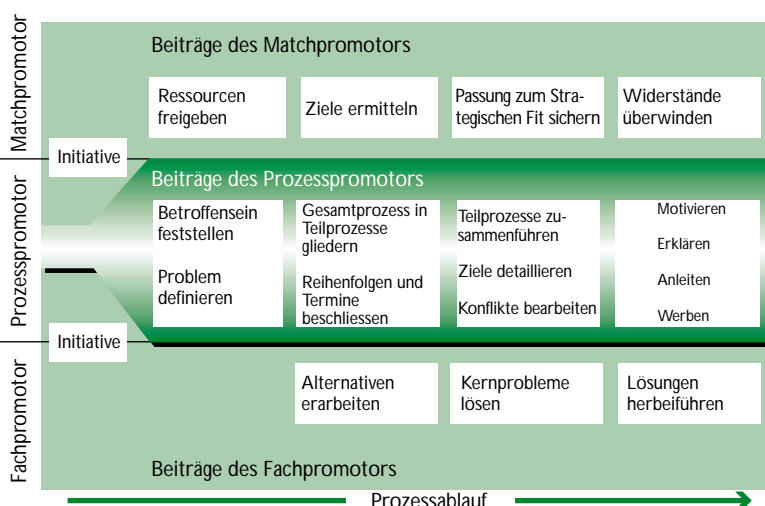 Matchpromotor
Beiträge des Matchpromotors
Ressourcen
freigeben
Ziele ermitteln
Passung zum Stra-
tegischen Fit sichern
Widerstände
überwinden
Initiative
Prozesspromotor
Beiträge des Prozesspromotors
Betroffensein
feststellen
Problem
definieren
Gesamtprozess in
Teilprozesse
gliedern
Reihenfolgen und
Termine
beschliessen
Teilprozesse zu-
sammenführen
Ziele detaillieren
Konflikte bearbeiten
Motivieren
Erklären
Anleiten
Werben
Initiative
Fachpromotor
Alternativen
erarbeiten
Kernprobleme
lösen
Lösungen
herbeiführen
Beiträge des Fachpromotors
Prozessablauf